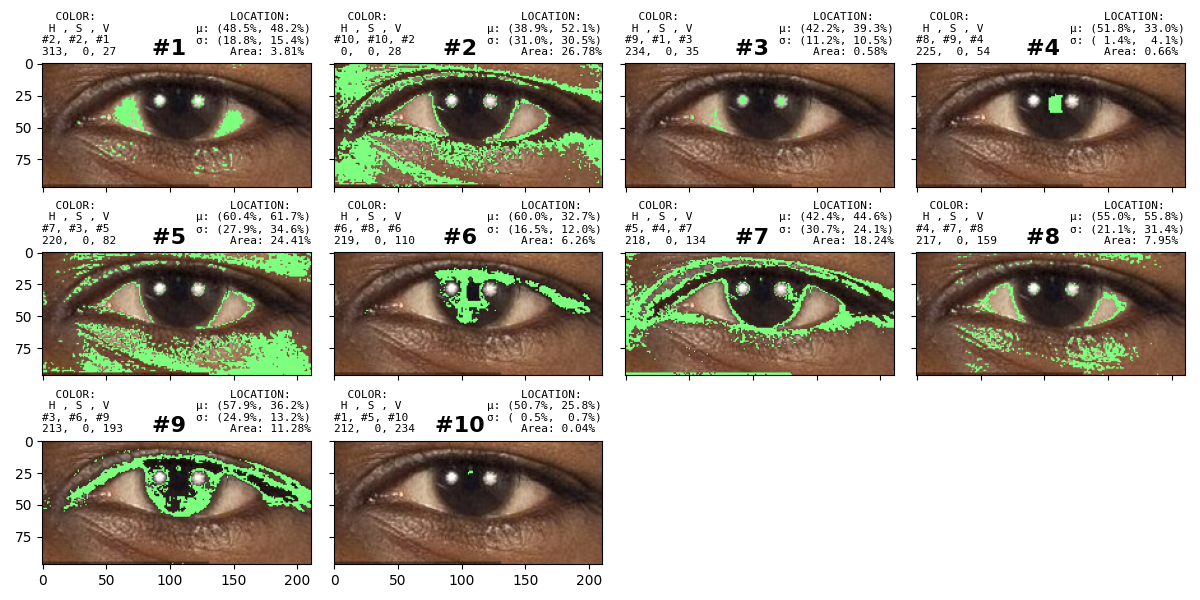 COLOR: LOCATION:
H , S , V μ: (48.5%, 48.2%)
#2, #2, #1 #1 σ: (18.8%, 15.4%)
313, 0, 27 Area: 3.81%
COLOR: LOCATION:
H , S , V μ: (38.9%, 52.1%)
#10, #10, #2 #2 σ: (31.0%, 30.5%)
0, 0, 28 Area: 26.78%
COLOR: LOCATION:
H , S , V μ: (42.2%, 39.3%)
#9, #1, #3 #3 σ: (11.2%, 10.5%)
234, 0, 35 Area: 0.58%
COLOR: LOCATION:
H , S , V μ: (51.8%, 33.0%)
#8, #9, #4 #4 σ: ( 1.4%, 4.1%)
225, 0, 54 Area: 0.66%
0
25
50
75
COLOR: LOCATION:
H , S , V μ: (60.4%, 61.7%)
#7, #3, #5 #5 σ: (27.9%, 34.6%)
220, 0, 82 Area: 24.41%
COLOR: LOCATION:
H , S , V μ: (60.0%, 32.7%)
#6, #8, #6 #6 σ: (16.5%, 12.0%)
219, 0, 110 Area: 6.26%
COLOR: LOCATION:
H , S , V μ: (42.4%, 44.6%)
#5, #4, #7 #7 σ: (30.7%, 24.1%)
218, 0, 134 Area: 18.24%
COLOR: LOCATION:
H , S , V μ: (55.0%, 55.8%)
#4, #7, #8 #8 σ: (21.1%, 31.4%)
217, 0, 159 Area: 7.95%
0
25
50
75
COLOR: LOCATION:
H , S , V μ: (57.9%, 36.2%)
#3, #6, #9 #9 σ: (24.9%, 13.2%)
213, 0, 193 Area: 11.28%
COLOR: LOCATION:
H , S , V μ: (50.7%, 25.8%)
#1, #5, #10 #10 σ: ( 0.5%, 0.7%)
212, 0, 234 Area: 0.04%
0
25
50
75
0 50 100 150 200
0 50 100 150 200